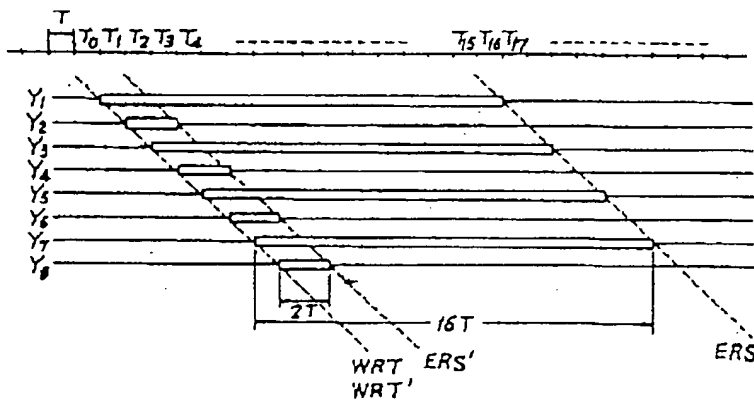 T
T0 T1 T2 T3 T4 T15 T16 T17
Y1
Y2
Y3
Y4
Y5
Y6
Y7
Y8
2T
16T
WRT ERS' ERS
WRT'